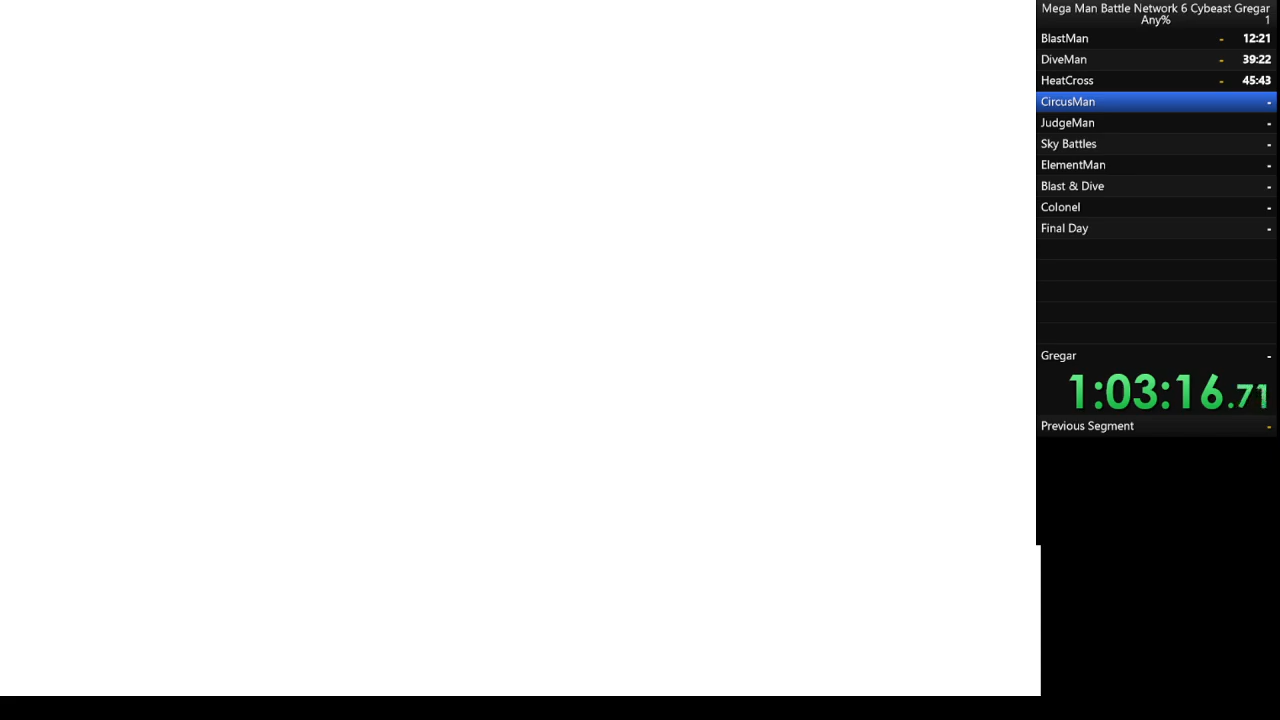 Mega Man Battle Network 6 Cybeast Gregar
Any% 1
BlastMan - 12:21
DiveMan - 39:22
HeatCross - 45:43
CircusMan -
JudgeMan -
Sky Battles -
ElementMan -
Blast & Dive -
Colonel -
Final Day -
Gregar -
1:03:16.71
Previous Segment -